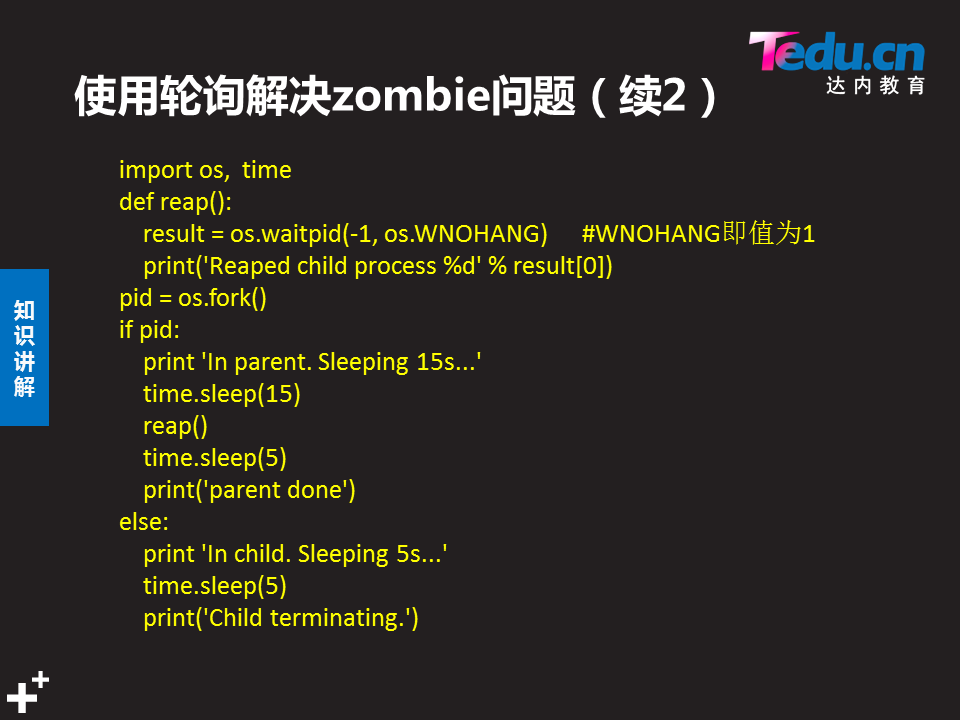 Tedu.cn
达内教育
使用轮询解决zombie问题（续2）
import os,  time
def reap():
    result = os.waitpid(-1, os.WNOHANG)     #WNOHANG即值为1
    print('Reaped child process %d' % result[0])
pid = os.fork()
if pid:
    print 'In parent. Sleeping 15s...'
    time.sleep(15)
    reap()
    time.sleep(5)
    print('parent done')
else:
    print 'In child. Sleeping 5s...'
    time.sleep(5)
    print('Child terminating.')
知识讲解